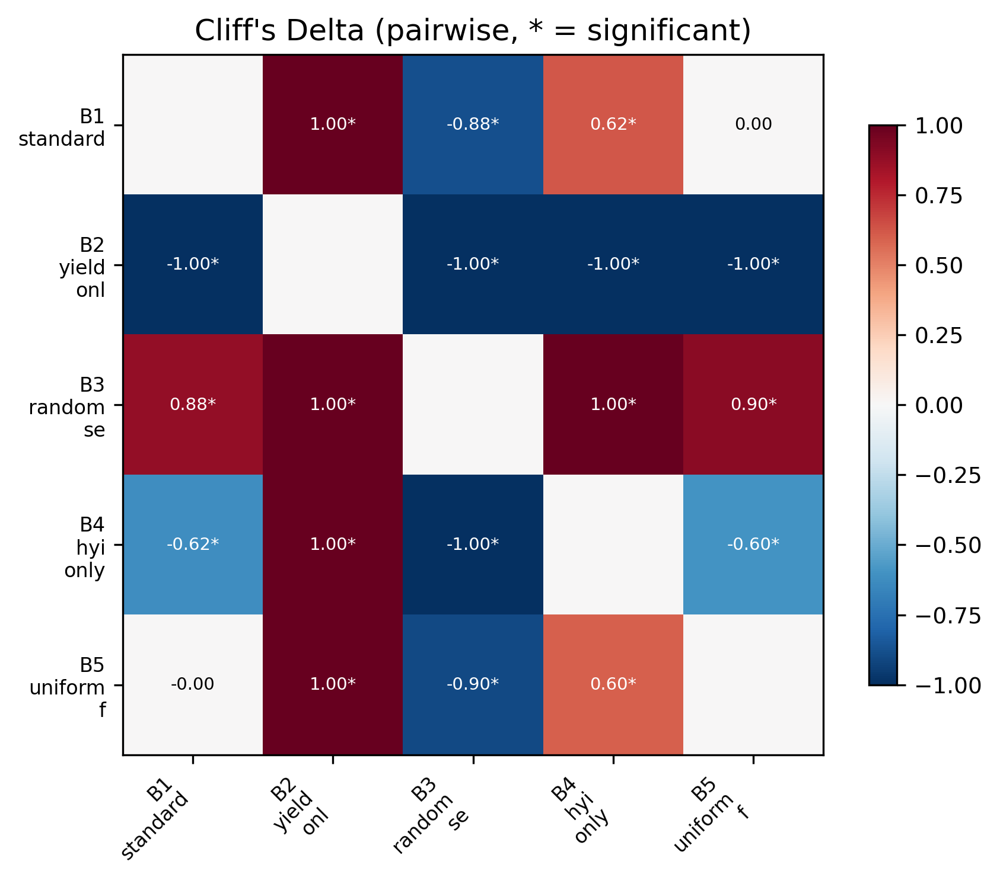 Cliff's Delta (pairwise, * = significant)
B1
standard
1.00*
-0.88*
0.62*
0.00
B2
yield
onl
-1.00*
-1.00*
-1.00*
-1.00*
B3
random
se
0.88*
1.00*
1.00*
0.90*
B4
hyi
only
-0.62*
1.00*
-1.00*
-0.60*
B5
uniform
f
-0.00
1.00*
-0.90*
0.60*
B1
standard
B2
yield
onl
B3
random
se
B4
hyi
only
B5
uniform
f
1.00
0.75
0.50
0.25
0.00
−0.25
−0.50
−0.75
−1.00